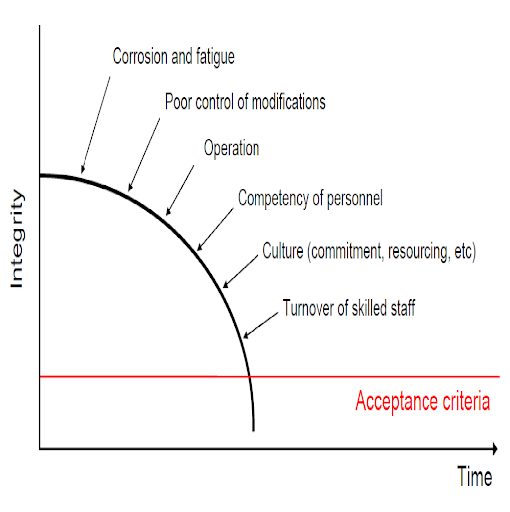 Corrosion and fatigue
Poor control of modifications
Operation
Competency of personnel
Culture (commitment, resourcing, etc)
Turnover of skilled staff
Integrity
Acceptance criteria
Time